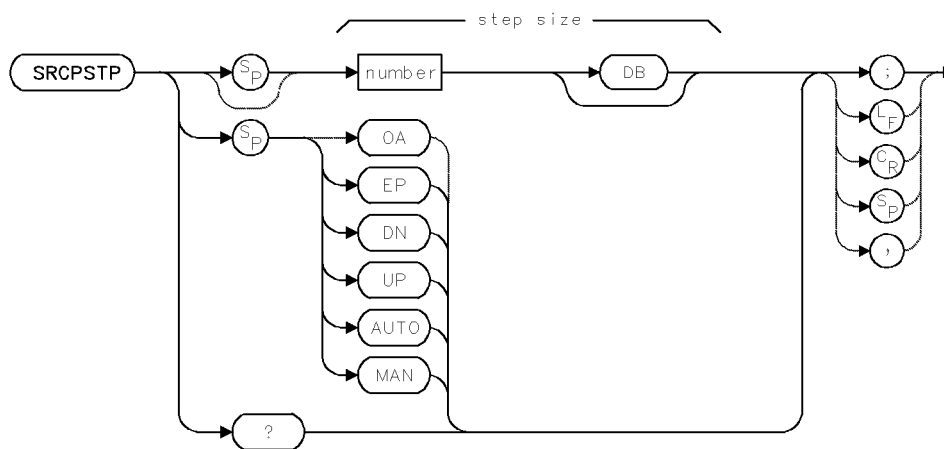 step size
SRCPSTP
SP
number
DB
;
SP
OA
LF
EP
CR
DN
SP
UP
,
AUTO
MAN
?